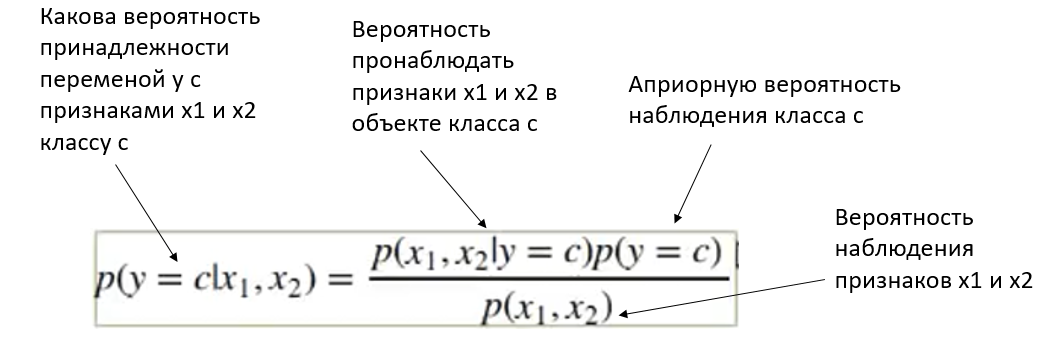 Какова вероятность
принадлежности
переменой y с
признаками x1 и x2
классу с
Вероятность
пронаблюдать
признаки x1 и x2 в
объекте класса с
Априорную вероятность
наблюдения класса с
Вероятность
наблюдения
признаков x1 и x2
p(y = c|x₁, x₂) =
p(x₁, x₂|y = c)p(y = c)
p(x₁, x₂)